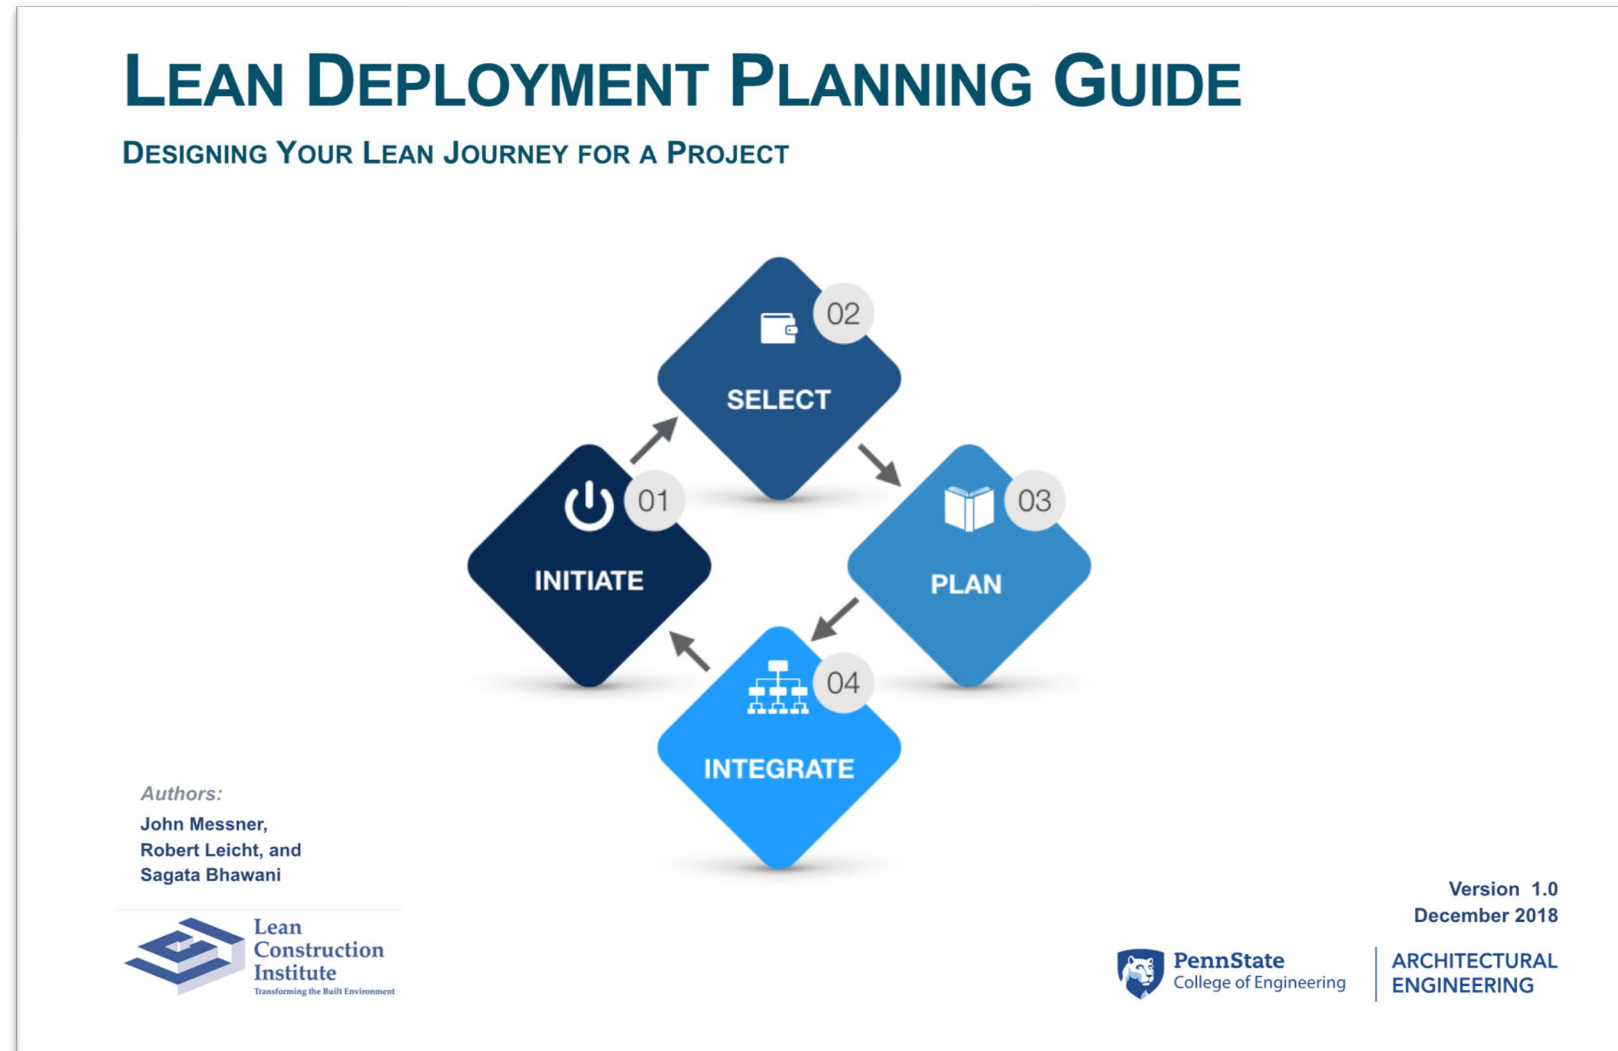 LEAN DEPLOYMENT PLANNING GUIDE
DESIGNING YOUR LEAN JOURNEY FOR A PROJECT
02
SELECT
01
INITIATE
03
PLAN
04
INTEGRATE
Authors:
John Messner,
Robert Leicht, and
Sagata Bhawani
Lean
Construction
Institute
Transforming the Built Environment
Version 1.0
December 2018
PennState
College of Engineering
ARCHITECTURAL
ENGINEERING